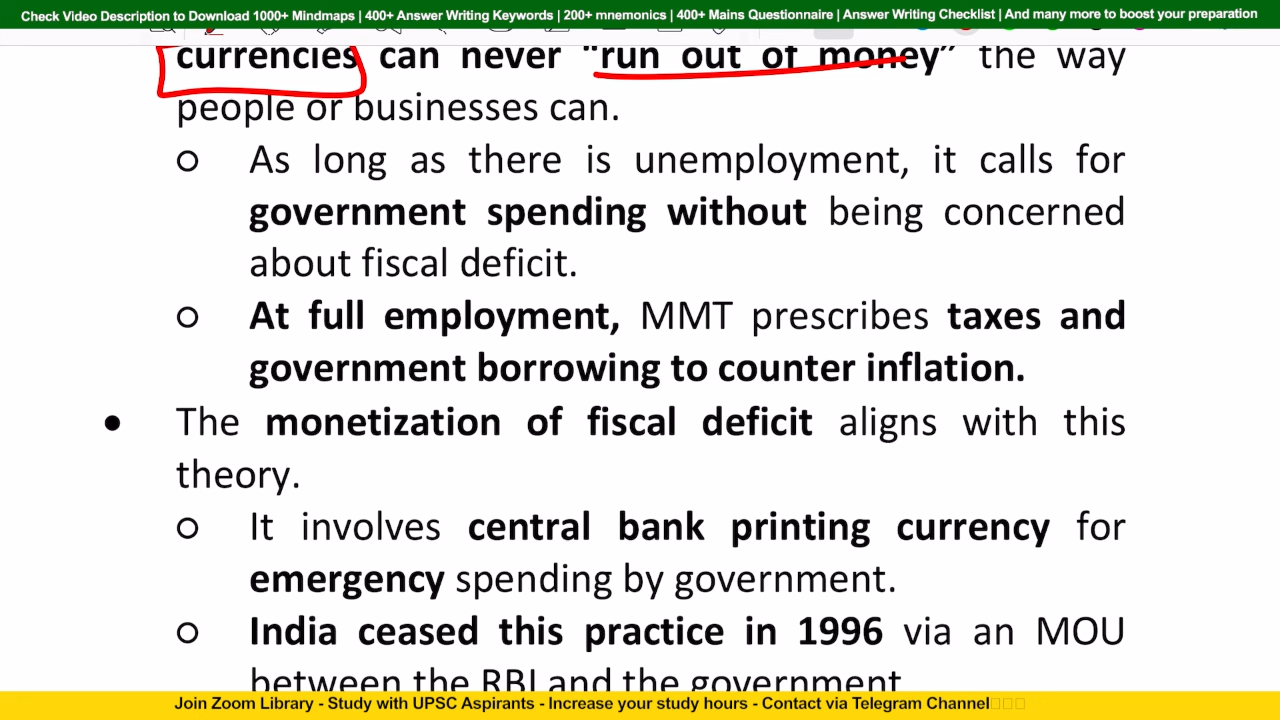 Check Video Description to Download 1000+ Mindmaps | 400+ Answer Writing Keywords | 200+ mnemonics | 400+ Mains Questionnaire | Answer Writing Checklist | And many more to boost your preparation
currencies can never “run out of money” the way
people or businesses can.
○ As long as there is unemployment, it calls for
government spending without being concerned
about fiscal deficit.
○ At full employment, MMT prescribes taxes and
government borrowing to counter inflation.
● The monetization of fiscal deficit aligns with this
theory.
○ It involves central bank printing currency for
emergency spending by government.
○ India ceased this practice in 1996 via an MOU
between the RBI and the government
Join Zoom Library - Study with UPSC Aspirants - Increase your study hours - Contact via Telegram Channel□□□